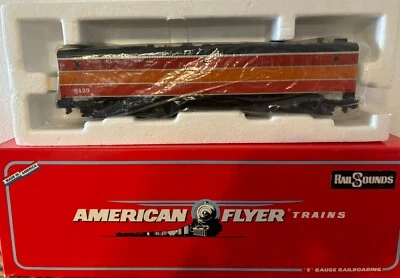 RAILSOUNDS
AMERICAN FLYER® TRAINS
"S" GAUGE RAILROADING